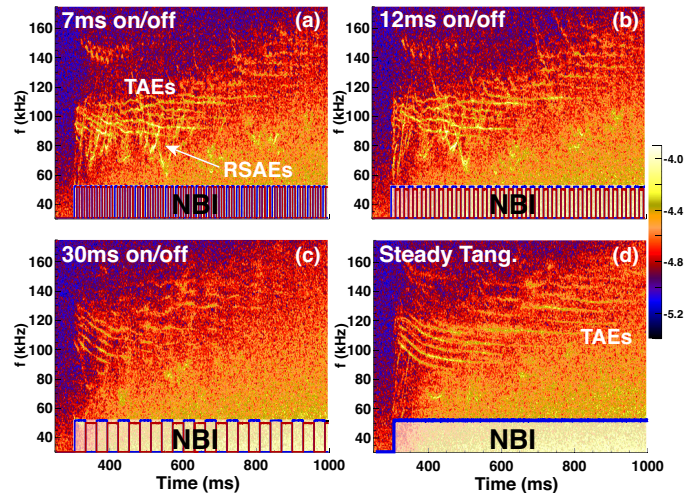 7ms on/off (a)
160
140
120
100
80
60
40
f (kHz)
TAEs
RSAEs
NBI
12ms on/off (b)
160
140
120
100
80
60
40
f (kHz)
NBI
-4.0
-4.8
-5.2
30ms on/off (c)
160
140
120
100
80
60
40
f (kHz)
NBI
400 600 800 1000
Time (ms)
Steady Tang. (d)
160
140
120
100
80
60
40
f (kHz)
TAEs
NBI
400 600 800 1000
Time (ms)